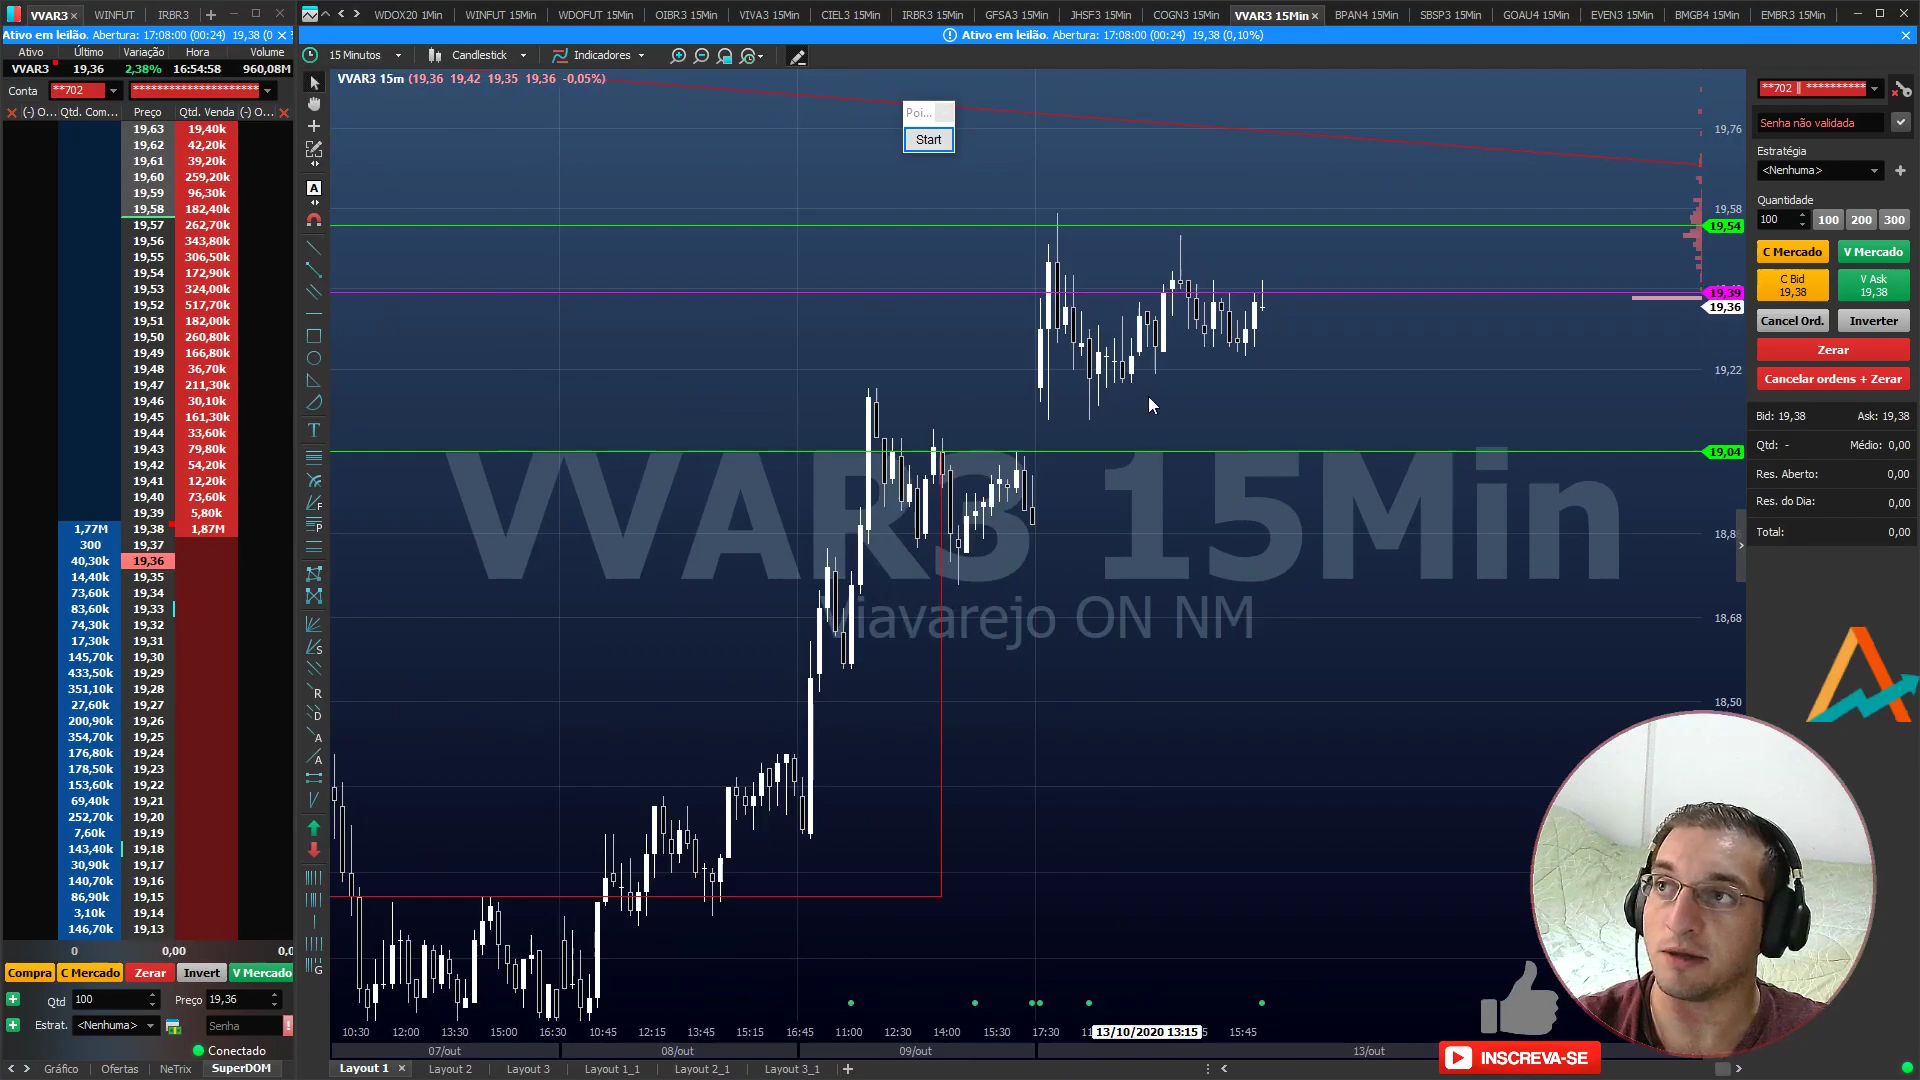 VVAR3 WINFUT IRBR3
Ativo em leilão. Abertura: 17:08:00 (00:24) 19,38 (0
Ativo Último Variação Hora Volume
VVAR3 19,36 2,38% 16:54:58 960,08M
Conta **702 **********************
(-) O... Qtd. Com... Preço Qtd. Venda (-) O...
19,63 19,40k
19,62 42,20k
19,61 39,20k
19,60 259,20k
19,59 96,30k
19,58 182,40k
19,57 262,70k
19,56 343,80k
19,55 306,50k
19,54 172,90k
19,53 324,00k
19,52 517,70k
19,51 182,00k
19,50 260,80k
19,49 166,80k
19,48 36,70k
19,47 211,30k
19,46 30,10k
19,45 161,30k
19,44 33,60k
19,43 79,80k
19,42 54,20k
19,41 12,20k
19,40 73,60k
19,39 5,80k
1,77M 19,38 1,87M
300 19,37
40,30k 19,36
14,40k 19,35
73,60k 19,34
83,60k 19,33
74,30k 19,32
17,30k 19,31
145,70k 19,30
433,50k 19,29
351,10k 19,28
27,60k 19,27
200,90k 19,26
354,70k 19,25
176,80k 19,24
178,50k 19,23
153,60k 19,22
69,40k 19,21
252,70k 19,20
7,60k 19,19
143,40k 19,18
30,90k 19,17
140,70k 19,16
86,90k 19,15
3,10k 19,14
146,70k 19,13
0 0,00 0,0
Compra C Mercado Zerar Invert V Mercado
Qtd 100 Preço 19,36
Estrat. <Nenhuma> Senha
Conectado
Gráfico Ofertas NeTrix SuperDOM
WDOX20 1Min WINFUT 15Min WDOFUT 15Min OIBR3 15Min VIVA3 15Min CIEL3 15Min IRBR3 15Min GFSA3 15Min JHSF3 15Min COGN3 15Min VVAR3 15Min BPAN4 15Min SBSP3 15Min GOAU4 15Min EVEN3 15Min BMGB4 15Min EMBR3 15Min
Ativo em leilão. Abertura: 17:08:00 (00:24) 19,38 (0,10%)
15 Minutos Candlestick Indicadores
VVAR3 15m (19,36 19,42 19,35 19,36 -0,05%)
Poi...
Start
VVAR3 15Min
Viavarejo ON NM
19,76
19,58
19,54
19,39
19,36
19,22
19,04
18,8
18,68
18,50
10:30 12:00 13:30 15:00 16:30 10:45 12:15 13:45 15:15 16:45 11:00 12:30 14:00 15:30 17:30 13/10/2020 13:15 15:45
07/out 08/out 09/out 13/out
Layout 1 Layout 2 Layout 3 Layout 1_1 Layout 2_1 Layout 3_1
Senha não validada
Estratégia
<Nenhuma>
Quantidade
100 100 200 300
C Mercado V Mercado
C Bid V Ask
19,38 19,38
Cancel Ord. Inverter
Zerar
Cancelar ordens + Zerar
Bid: 19,38 Ask: 19,38
Qtd: - Médio: 0,00
Res. Aberto: 0,00
Res. do Dia: 0,00
Total: 0,00
INSCREVA-SE